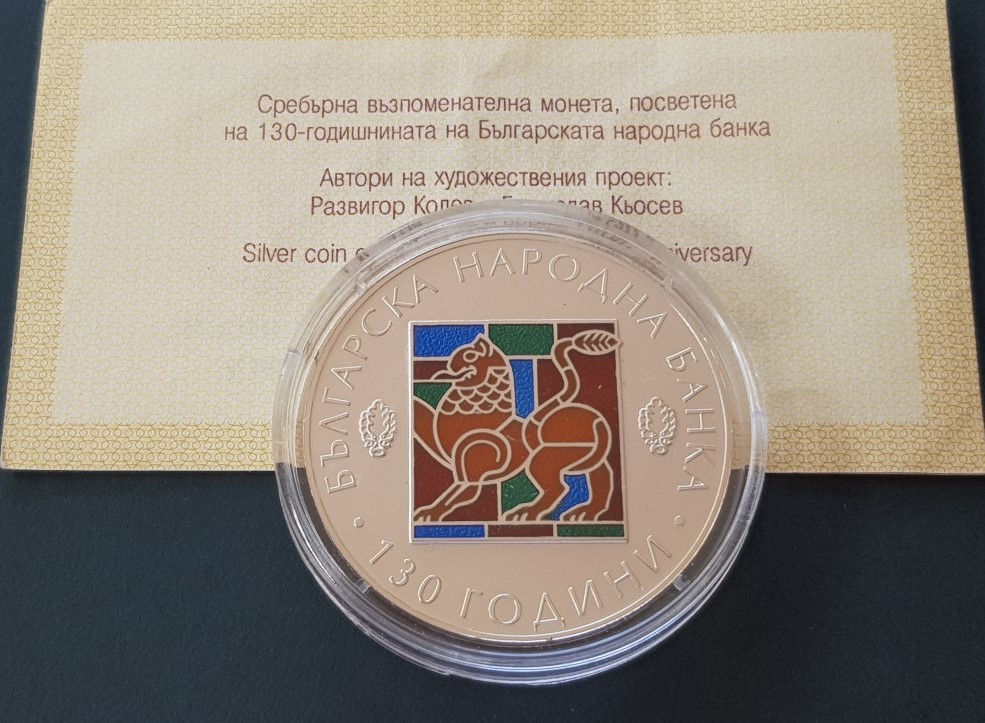 Сребърна възпоменателна монета, посветена
на 130-годишнината на Българската народна банка
Автори на художествения проект:
Развигор Кьосев
Silver coin
БЪЛГАРСКА НАРОДНА БАНКА
130 ГОДИНИ